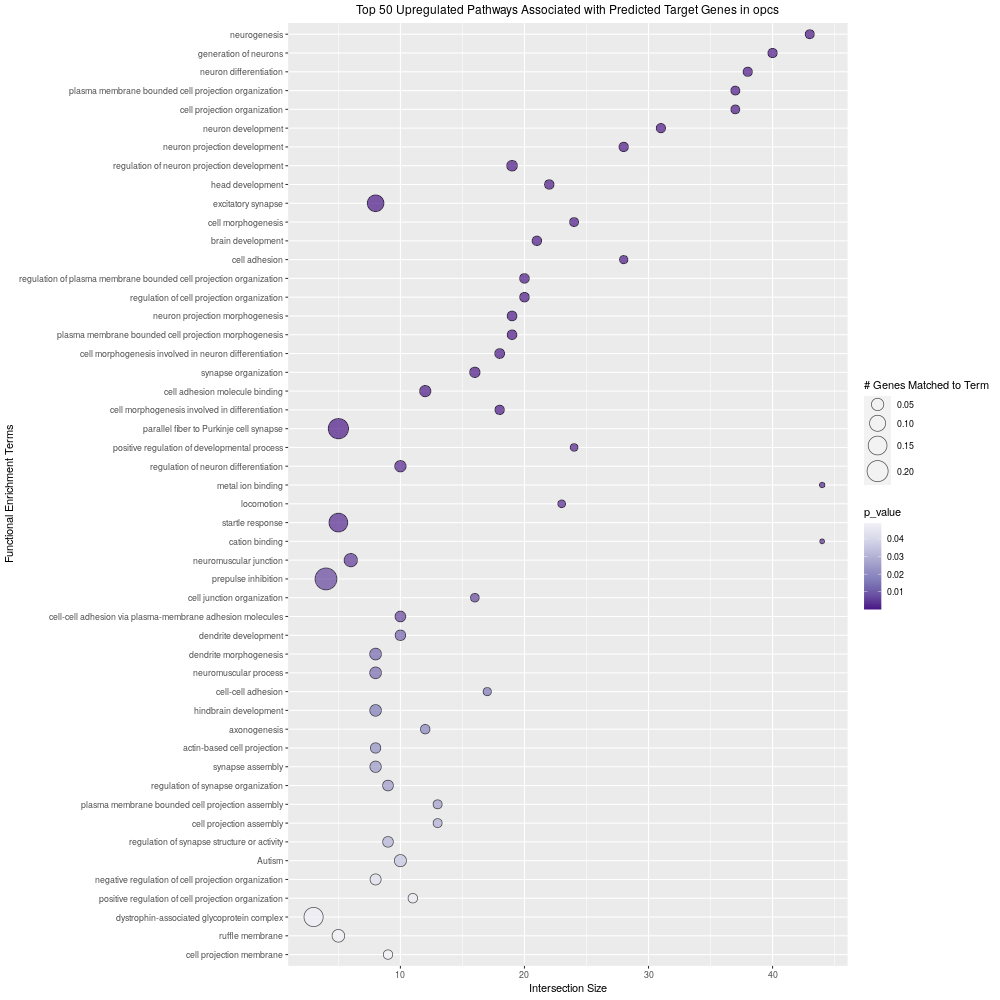 Top 50 Upregulated Pathways Associated with Predicted Target Genes in opcs
neurogenesis
generation of neurons
neuron differentiation
plasma membrane bounded cell projection organization
cell projection organization
neuron development
neuron projection development
regulation of neuron projection development
head development
excitatory synapse
cell morphogenesis
brain development
cell adhesion
regulation of plasma membrane bounded cell projection organization
regulation of cell projection organization
neuron projection morphogenesis
plasma membrane bounded cell projection morphogenesis
cell morphogenesis involved in neuron differentiation
synapse organization
cell adhesion molecule binding
cell morphogenesis involved in differentiation
parallel fiber to Purkinje cell synapse
positive regulation of developmental process
regulation of neuron differentiation
metal ion binding
locomotion
startle response
cation binding
neuromuscular junction
prepulse inhibition
cell junction organization
cell-cell adhesion via plasma-membrane adhesion molecules
dendrite development
dendrite morphogenesis
neuromuscular process
cell-cell adhesion
hindbrain development
axonogenesis
actin-based cell projection
synapse assembly
regulation of synapse organization
plasma membrane bounded cell projection assembly
cell projection assembly
regulation of synapse structure or activity
Autism
negative regulation of cell projection organization
positive regulation of cell projection organization
dystrophin-associated glycoprotein complex
ruffle membrane
cell projection membrane
10 20 30 40
Intersection Size
Functional Enrichment Terms
# Genes Matched to Term
0.05
0.10
0.15
0.20
p_value
0.04
0.03
0.02
0.01